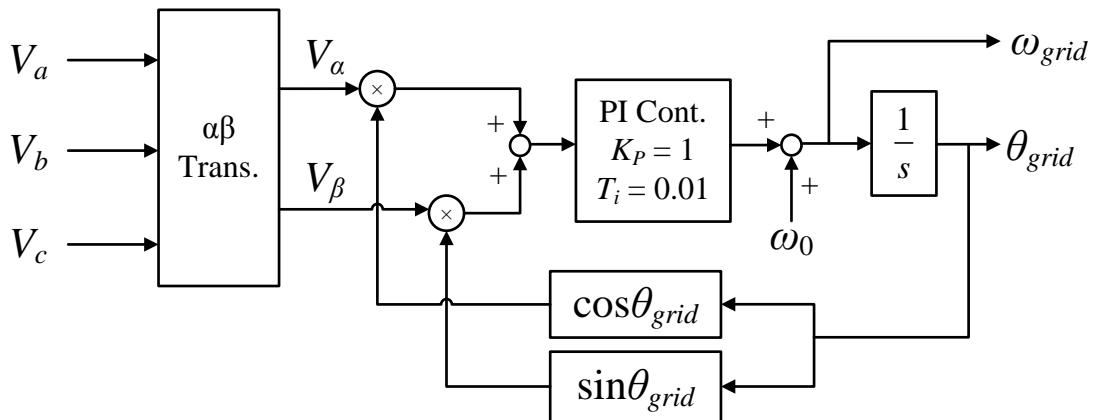 V_a
V_b
V_c
αβ
Trans.
V_α
V_β
×
×
+
+
PI Cont.
K_P = 1
T_i = 0.01
+
+
ω_0
1
s
ω_grid
θ_grid
cosθ_grid
sinθ_grid